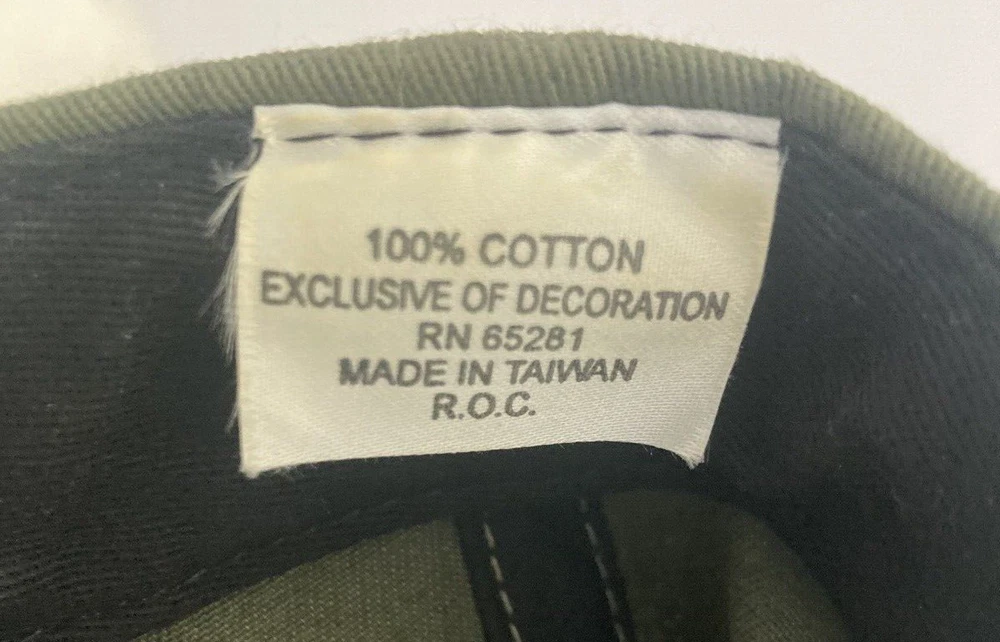 100% COTTON
EXCLUSIVE OF DECORATION
RN 65281
MADE IN TAIWAN
R.O.C.